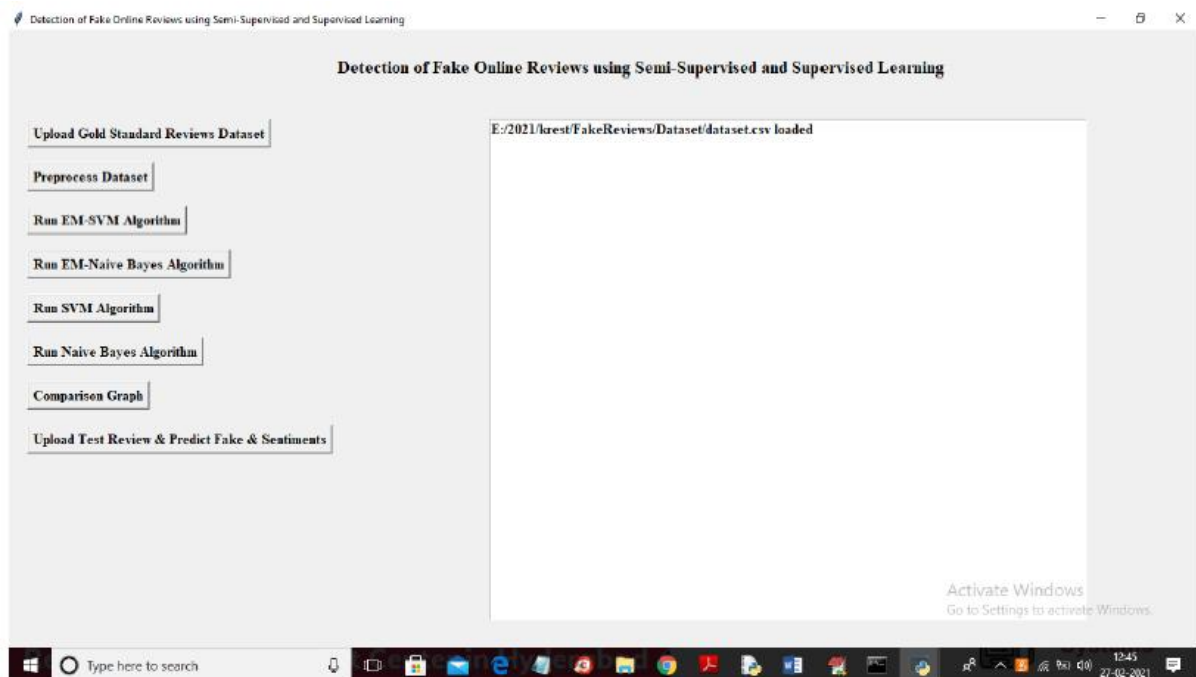 Detection of Fake Online Reviews using Semi-Supervised and Supervised Learning
Detection of Fake Online Reviews using Semi-Supervised and Supervised Learning
Upload Gold Standard Reviews Dataset
E:/2021/krest/FakeReviews/Dataset/dataset.csv loaded
Preprocess Dataset
Run EM-SVM Algorithm
Run EM-Naive Bayes Algorithm
Run SVM Algorithm
Run Naive Bayes Algorithm
Comparison Graph
Upload Test Review & Predict Fake & Sentiments
Activate Windows
Go to Settings to activate Windows.
Type here to search
12:45
27-02-2021